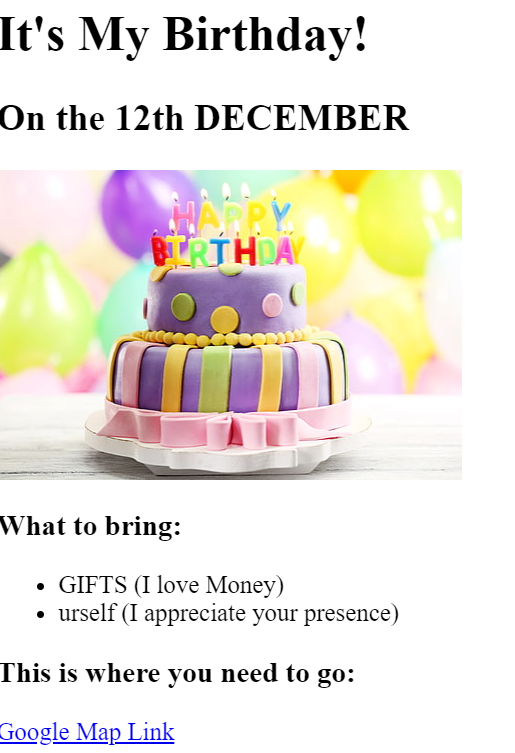 It's My Birthday!
On the 12th DECEMBER
HAPPY
BIRTHDAY
What to bring:
GIFTS (I love Money)
urself (I appreciate your presence)
This is where you need to go:
Google Map Link